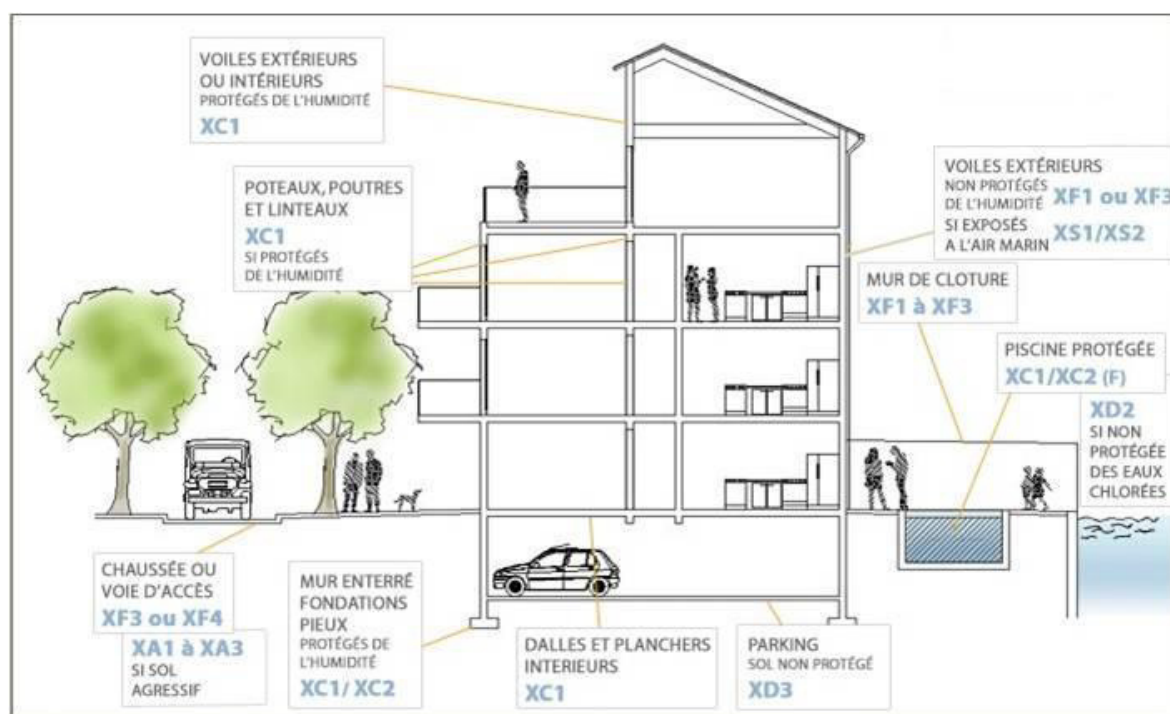 VOILES EXTÉRIEURS
OU INTÉRIEURS
PROTÉGÉS DE L'HUMIDITÉ
XC1
POTEAUX, POUTRES
ET LINTEAUX
XC1
SI PROTÉGÉS
DE L'HUMIDITÉ
VOILES EXTÉRIEURS
NON PROTÉGÉS
DE L'HUMIDITÉ XF1 ou XF3
SI EXPOSÉS
A L'AIR MARIN XS1/XS2
MUR DE CLOTURE
XF1 à XF3
PISCINE PROTÉGÉE
XC1/XC2 (F)
XD2
SI NON
PROTÉGÉE
DES EAUX
CHLORÉES
CHAUSSÉE OU
VOIE D'ACCÈS
XF3 ou XF4
XA1 à XA3
SI SOL
AGRESSIF
MUR ENTERRÉ
FONDATIONS
PIEUX
PROTÉGÉS DE
L'HUMIDITÉ
XC1/ XC2
DALLES ET PLANCHERS
INTERIEURS
XC1
PARKING
SOL NON PROTÉGÉ
XD3